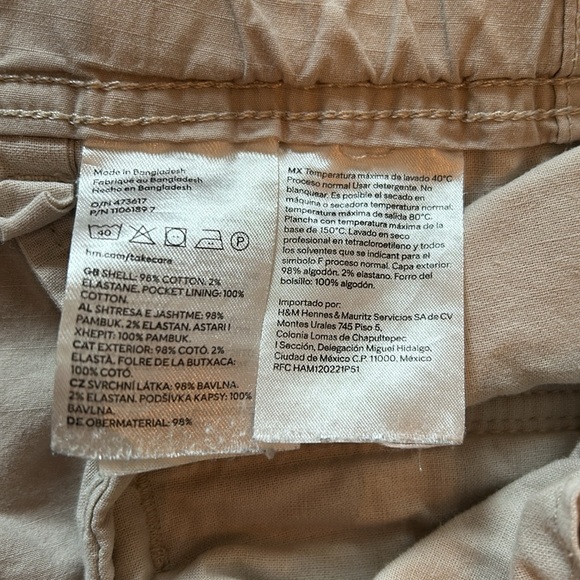 Made in Bangladesh
Fabriqué au Bangladesh
Hecho en Bangladesh
O/N 473617
P/N 1106189 7
40
P
hm.com/takecare
GB SHELL: 98% COTTON. 2%
ELASTANE. POCKET LINING: 100%
COTTON.
AL SHTRESA E JASHTME: 98%
PAMBUK. 2% ELASTAN. ASTARI I
XHEPIT: 100% PAMBUK.
CAT EXTERIOR: 98% COTÓ. 2%
ELASTÀ. FOLRE DE LA BUTXACA:
100% COTÓ.
CZ SVRCHNÍ LÁTKA: 98% BAVLNA.
2% ELASTAN. PODŠÍVKA KAPSY: 100%
BAVLNA.
DE OBERMATERIAL: 98%
MX Temperatura máxima de lavado 40°C
Proceso normal Usar detergente. No
blanquear. Es posible el secado en
máquina o secadora temperatura normal,
temperatura máxima de salida 80°C.
Plancha con temperatura máxima de la
base de 150°C. Lavado en seco
profesional en tetracloroetileno y todos
los solventes que se indicant para el
símbolo F proceso normal. Capa exterior:
98% algodón, 2% elastano. Forro del
bolsillo: 100% algodón.
Importado por:
H&M Hennes & Mauritz Servicios SA de CV
Montes Urales 745 Piso 5,
Colonia Lomas de Chapultepec
I Sección, Delegación Miguel Hidalgo,
Ciudad de México C.P. 11000, México
RFC HAM120221P51